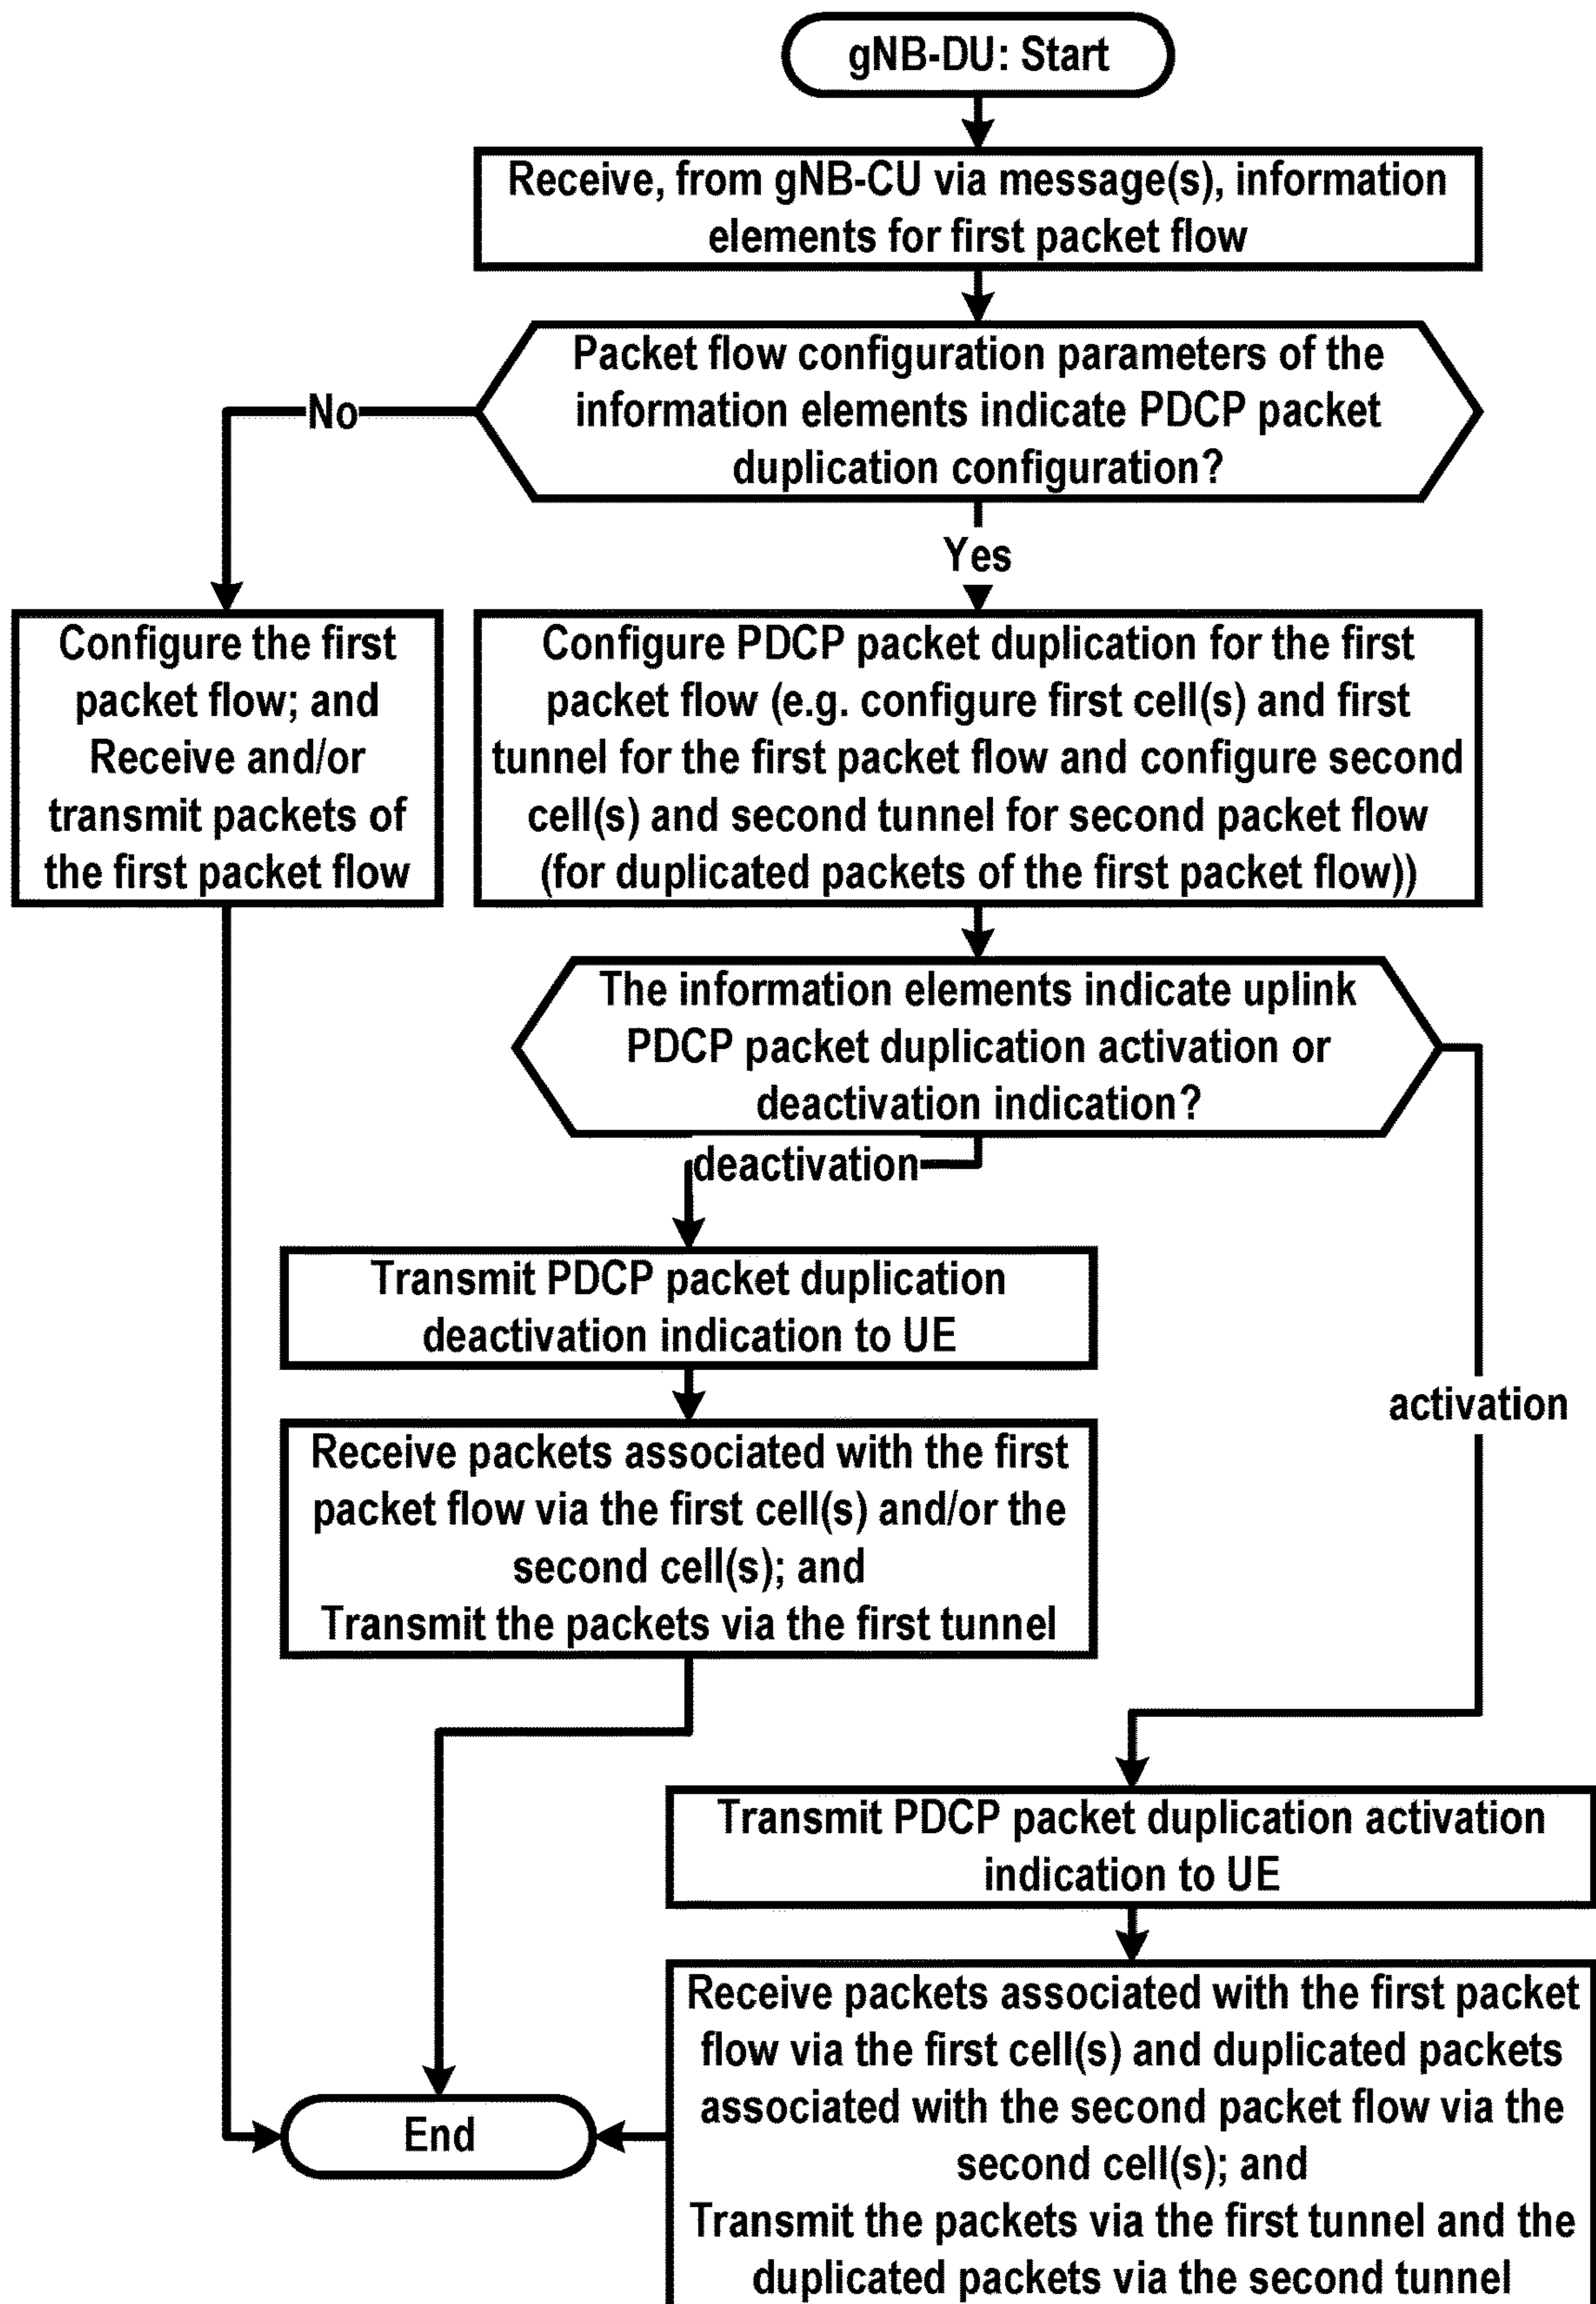 gNB-DU: Start
Receive, from gNB-CU via message(s), information
elements for first packet flow
Packet flow configuration parameters of the
information elements indicate PDCP packet
duplication configuration?
No
Yes
Configure the first
packet flow; and
Receive and/or
transmit packets of
the first packet flow
Configure PDCP packet duplication for the first
packet flow (e.g. configure first cell(s) and first
tunnel for the first packet flow and configure second
cell(s) and second tunnel for second packet flow
(for duplicated packets of the first packet flow))
The information elements indicate uplink
PDCP packet duplication activation or
deactivation indication?
deactivation
Transmit PDCP packet duplication
deactivation indication to UE
activation
Receive packets associated with the first
packet flow via the first cell(s) and/or the
second cell(s); and
Transmit the packets via the first tunnel
Transmit PDCP packet duplication activation
indication to UE
Receive packets associated with the first packet
flow via the first cell(s) and duplicated packets
associated with the second packet flow via the
second cell(s); and
Transmit the packets via the first tunnel and the
duplicated packets via the second tunnel
End